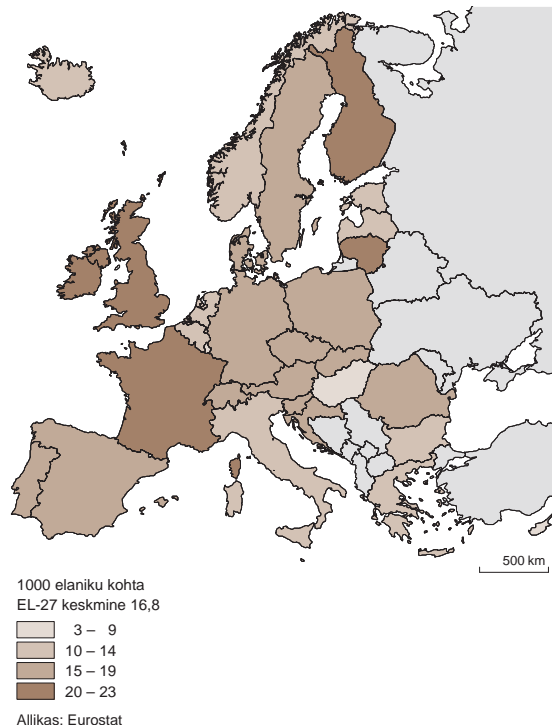 500 km
1000 elaniku kohta
EL-27 keskmine 16,8
3 – 9
10 – 14
15 – 19
20 – 23
Allikas: Eurostat